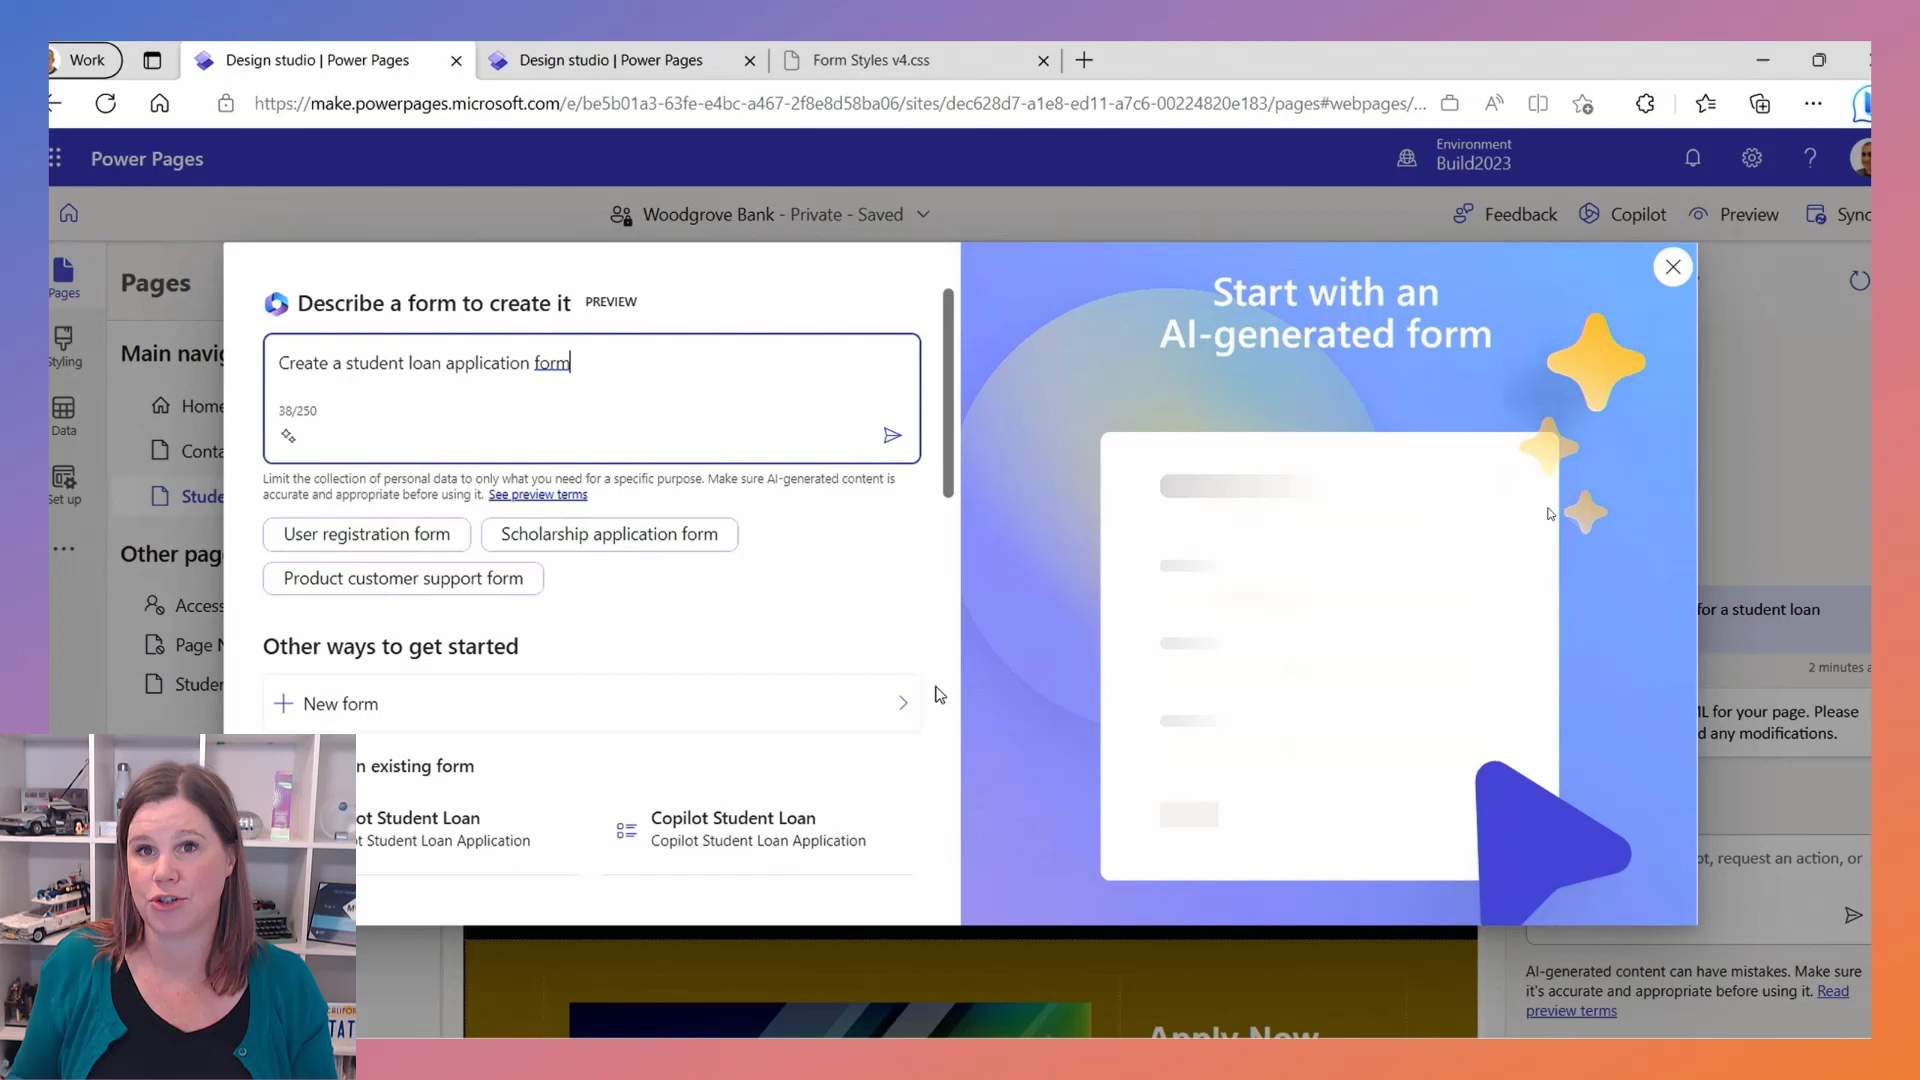 Work
Design studio | Power Pages
Design studio | Power Pages
Form Styles v4.css
https://make.powerpages.microsoft.com/e/be5b01a3-63fe-e4bc-a467-2f8e8d58ba06/sites/dec628d7-a1e8-ed11-a7c6-00224820e183/pages#webpages/...
Power Pages
Environment
Build2023
Woodgrove Bank - Private - Saved
Feedback
Copilot
Preview
Sync
Pages
Styling
Data
Set up
Pages
Main navig
Home
Conta
Stude
Other pag
Access
Page N
Studen
Describe a form to create it PREVIEW
Create a student loan application form
38/250
Limit the collection of personal data to only what you need for a specific purpose. Make sure AI-generated content is
accurate and appropriate before using it. See preview terms
User registration form
Scholarship application form
Product customer support form
Other ways to get started
New form
n existing form
ot Student Loan
t Student Loan Application
Copilot Student Loan
Copilot Student Loan Application
Start with an
AI-generated form
for a student loan
2 minutes a
ML for your page. Please
d any modifications.
ot, request an action, or
AI-generated content can have mistakes. Make sure
it's accurate and appropriate before using it. Read
preview terms
Apply Now